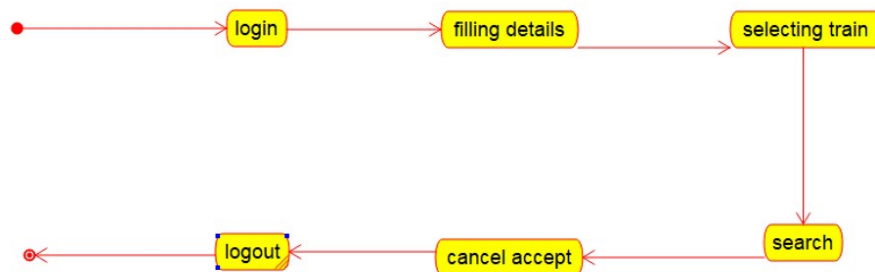 login
filling details
selecting train
search
cancel accept
logout